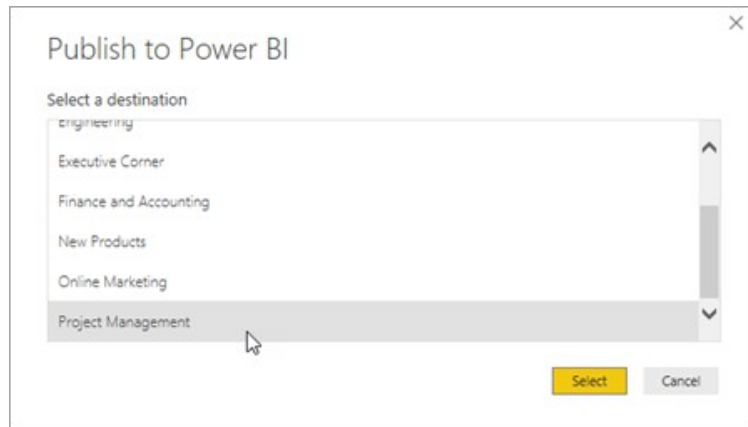 Publish to Power BI
Select a destination
Engineering
Executive Corner
Finance and Accounting
New Products
Online Marketing
Project Management
Select Cancel